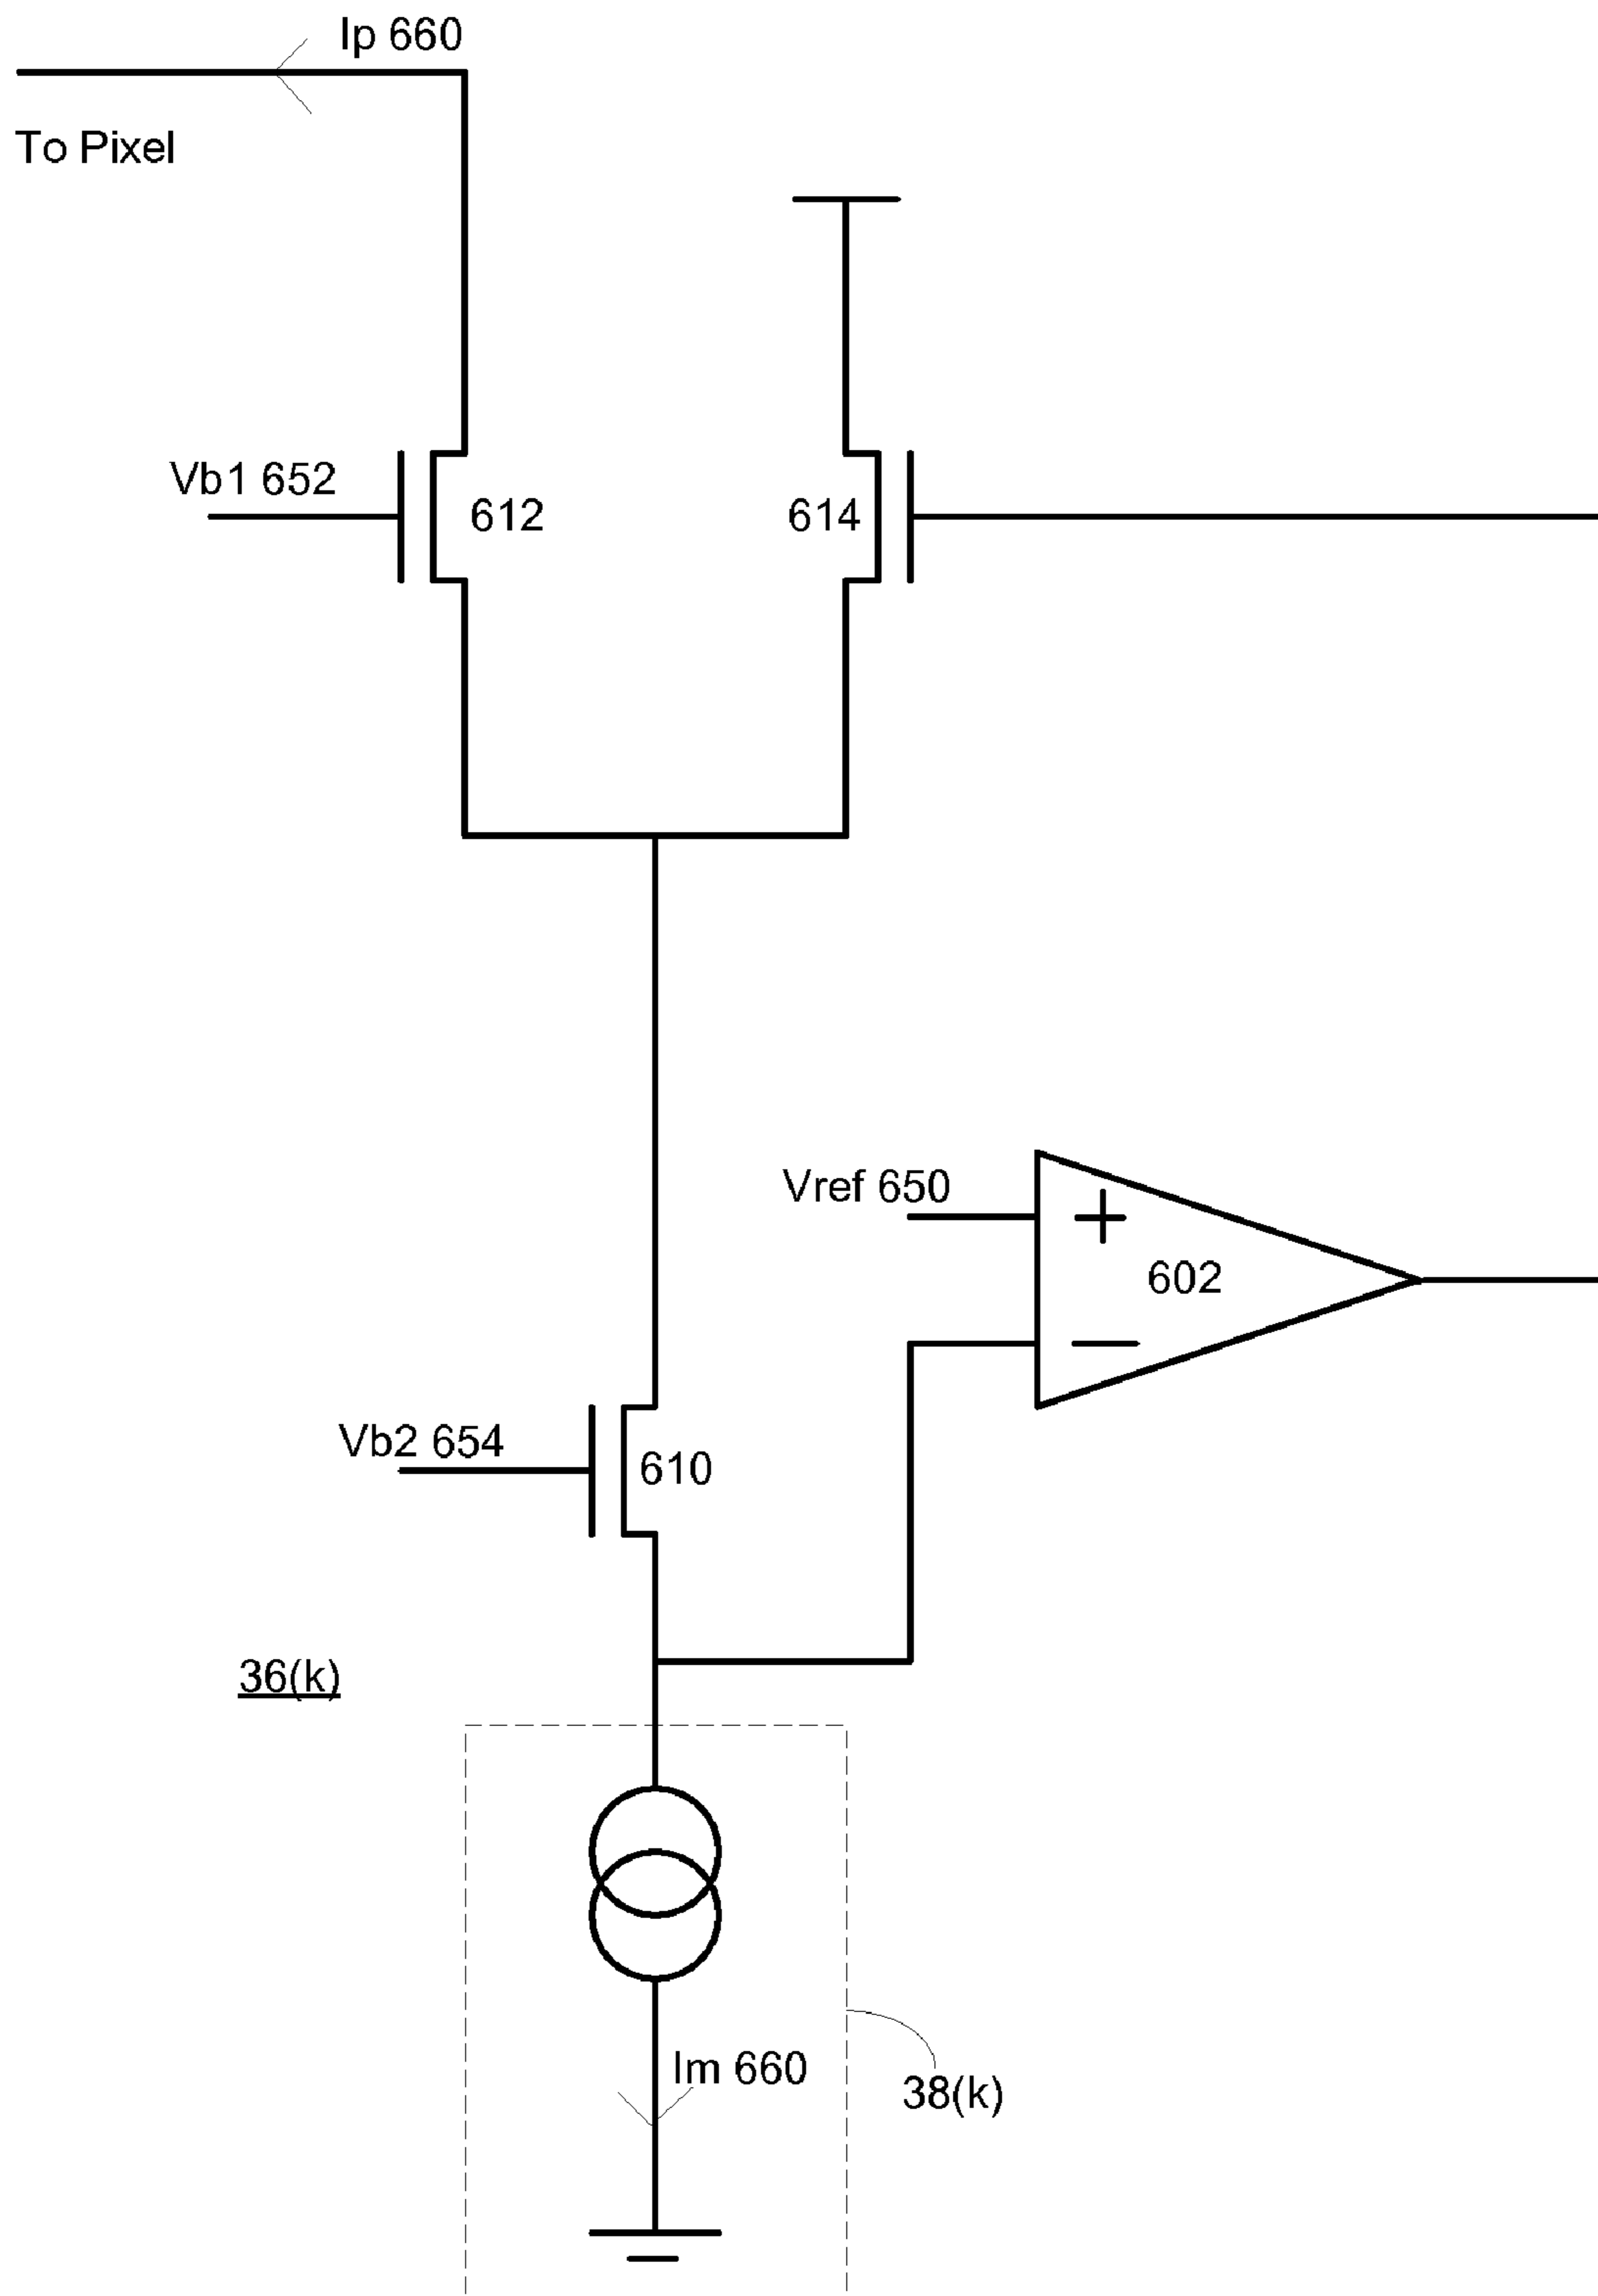 Ip 660
To Pixel
Vb1 652
612
614
Vref 650
+
602
—
Vb2 654
610
36(k)
Im 660
38(k)